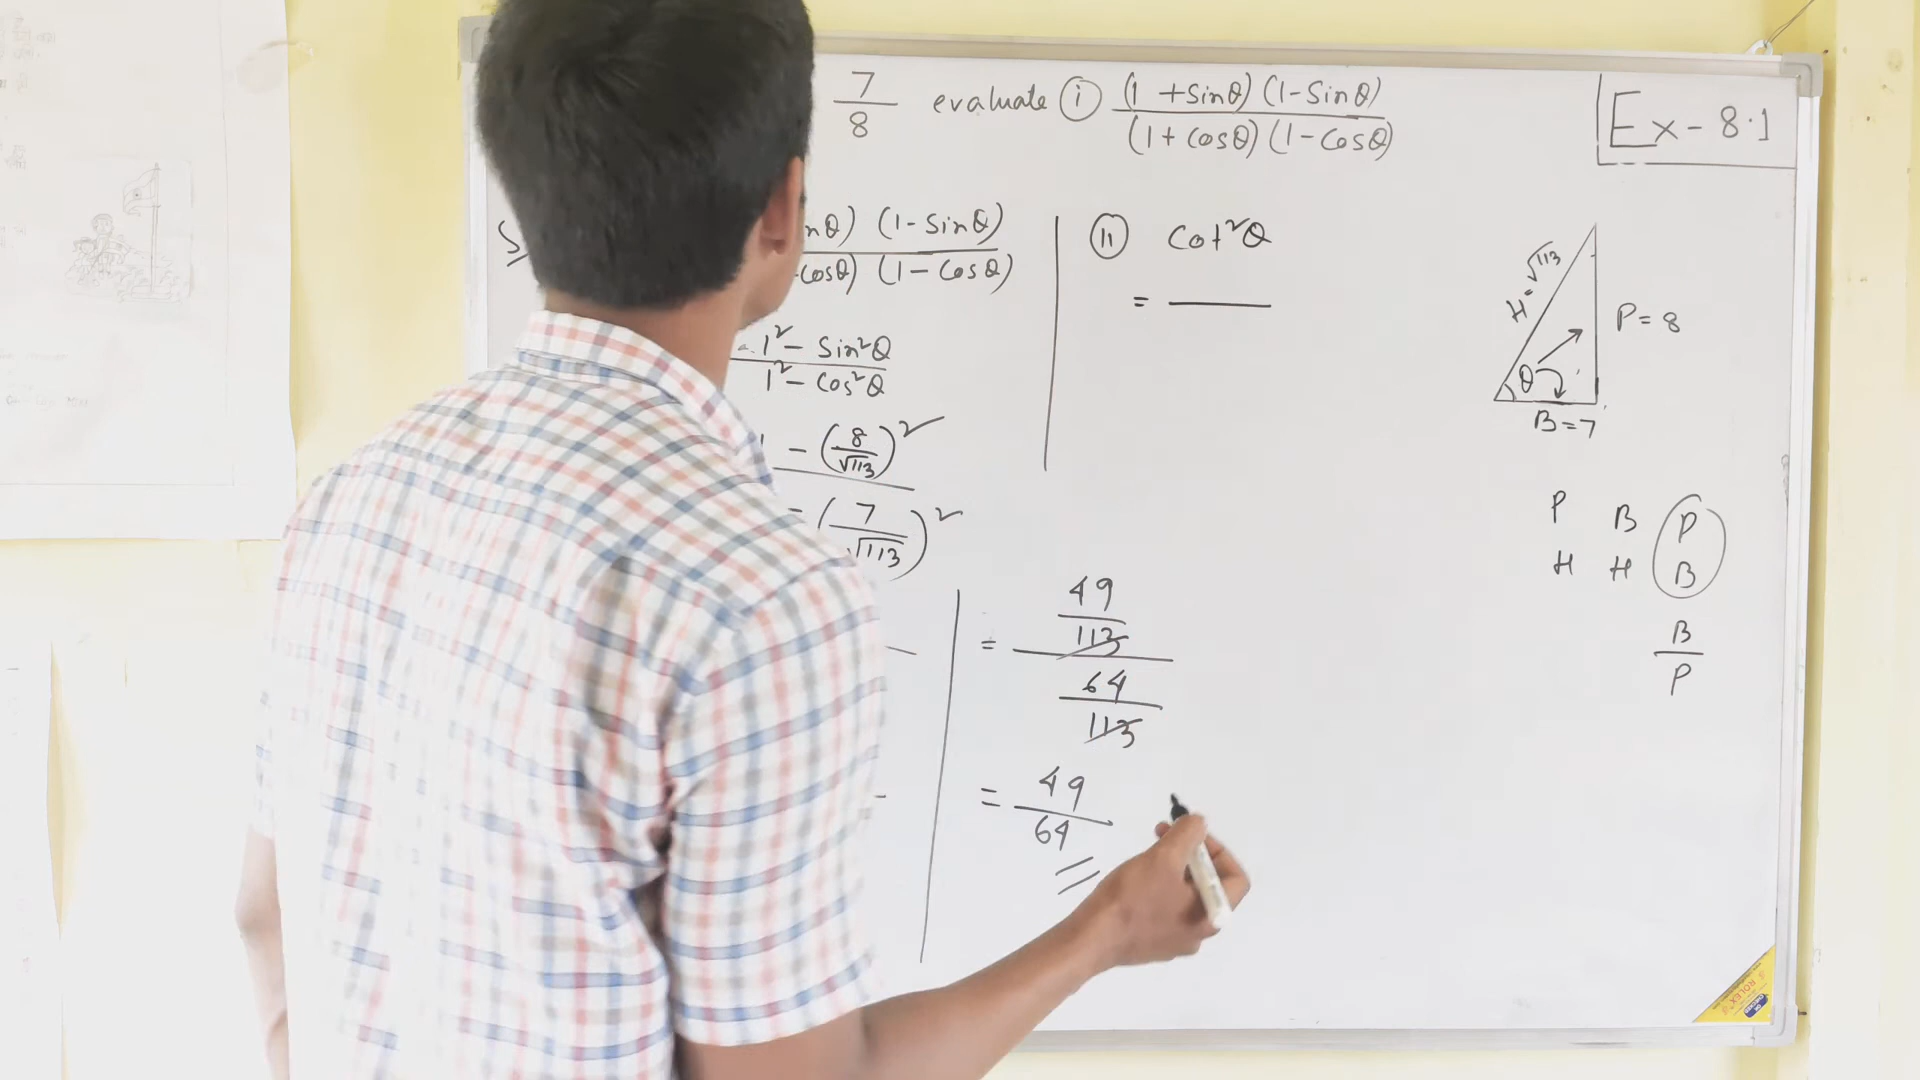 7/8 evaluate (i) (1 + sinθ) (1 - Sinθ) / (1 + cosθ) (1 - Cosθ)
Ex - 8.1
nθ) (1 - Sinθ)
cosθ) (1 - Cosθ)
1² - Sin²θ
1² - Cos²θ
1 - (8/√113)²
- (7/√113)²
= 49/113
64/113
= 49/64
(ii) Cot²θ
=
H = √113
P = 8
θ
B = 7
P B P
H H B
B
P
ROLEX